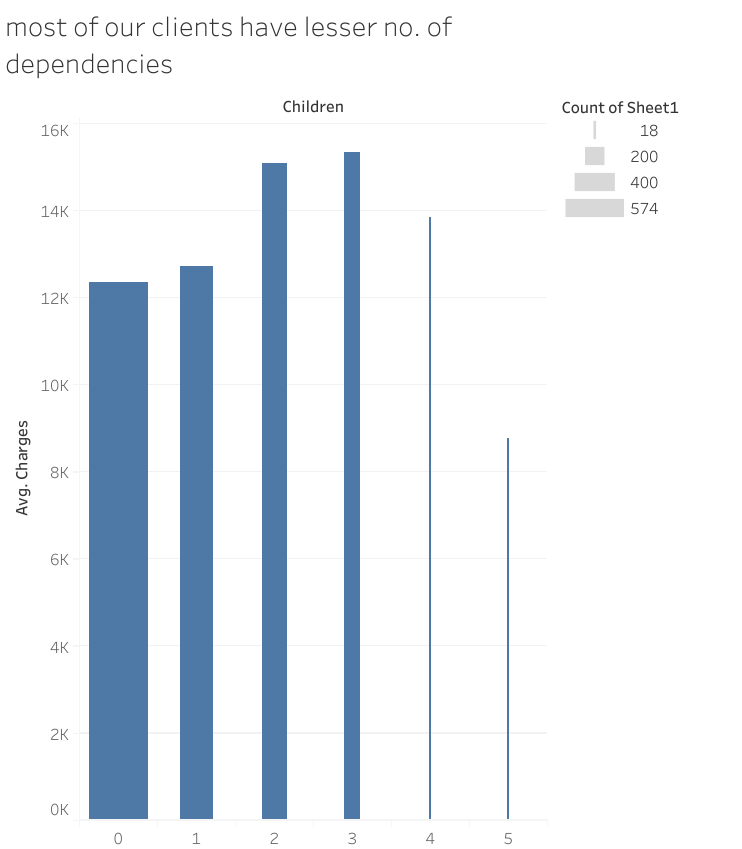 most of our clients have lesser no. of
dependencies
Children
Count of Sheet1
18
200
400
574
16K
14K
12K
10K
8K
6K
4K
2K
0K
Avg. Charges
0 1 2 3 4 5